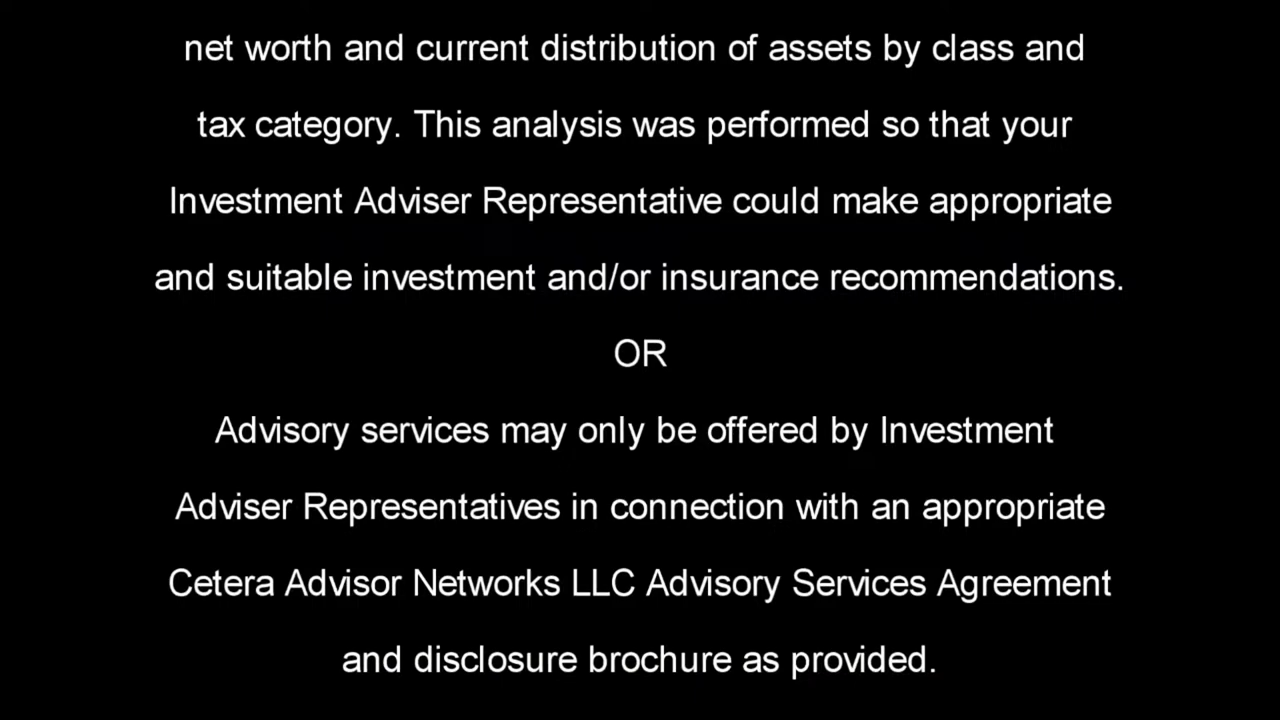 net worth and current distribution of assets by class and
tax category. This analysis was performed so that your
Investment Adviser Representative could make appropriate
and suitable investment and/or insurance recommendations.
OR
Advisory services may only be offered by Investment
Adviser Representatives in connection with an appropriate
Cetera Advisor Networks LLC Advisory Services Agreement
and disclosure brochure as provided.